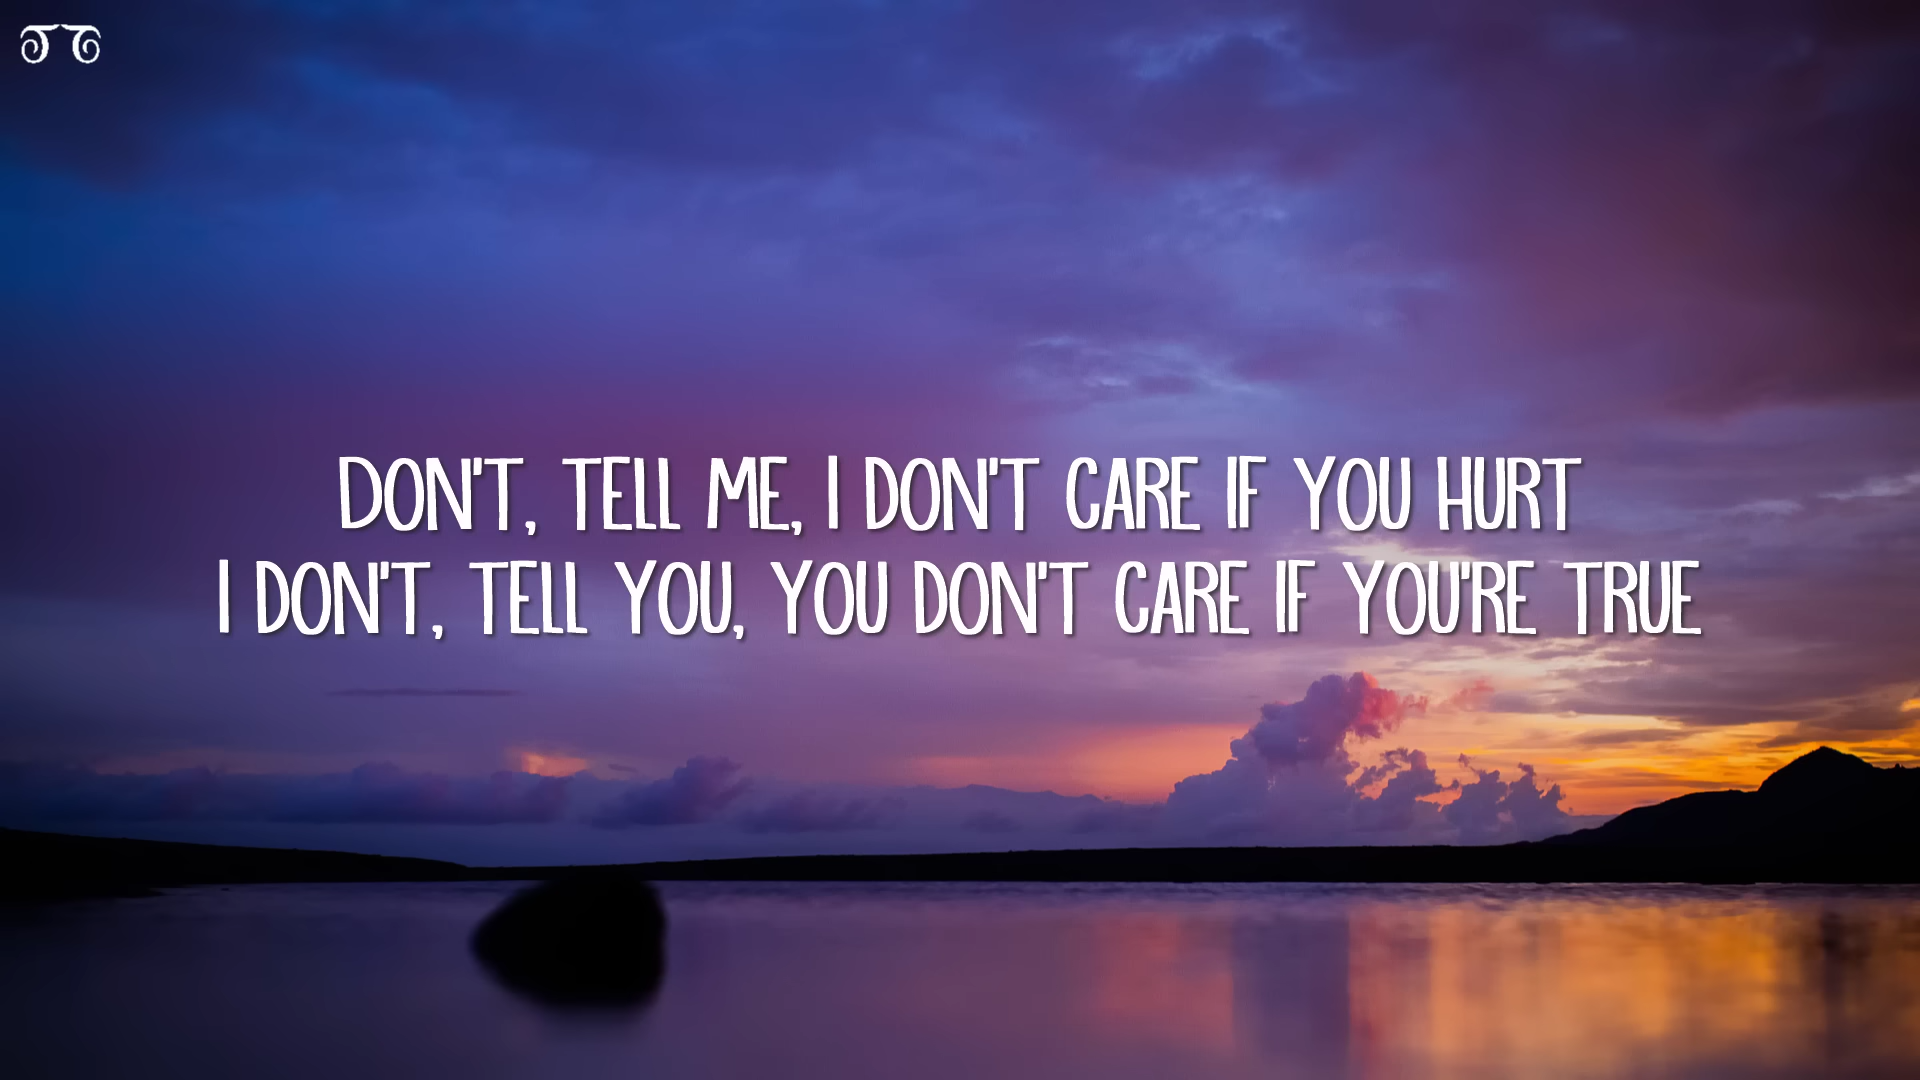 DON'T, TELL ME, I DON'T CARE IF YOU HURT
I DON'T, TELL YOU, YOU DON'T CARE IF YOU'RE TRUE